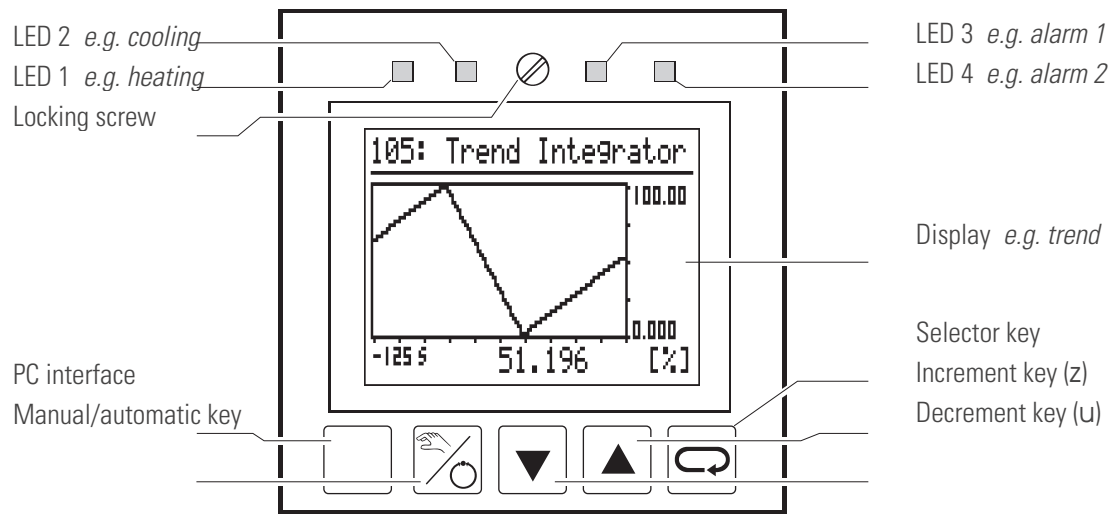 LED 2 e.g. cooling
LED 1 e.g. heating
Locking screw
LED 3 e.g. alarm 1
LED 4 e.g. alarm 2
105: Trend Integrator
100.00
Display e.g. trend
0.000
-125 s 51.196 [%]
Selector key
Increment key (z)
Decrement key (u)
PC interface
Manual/automatic key